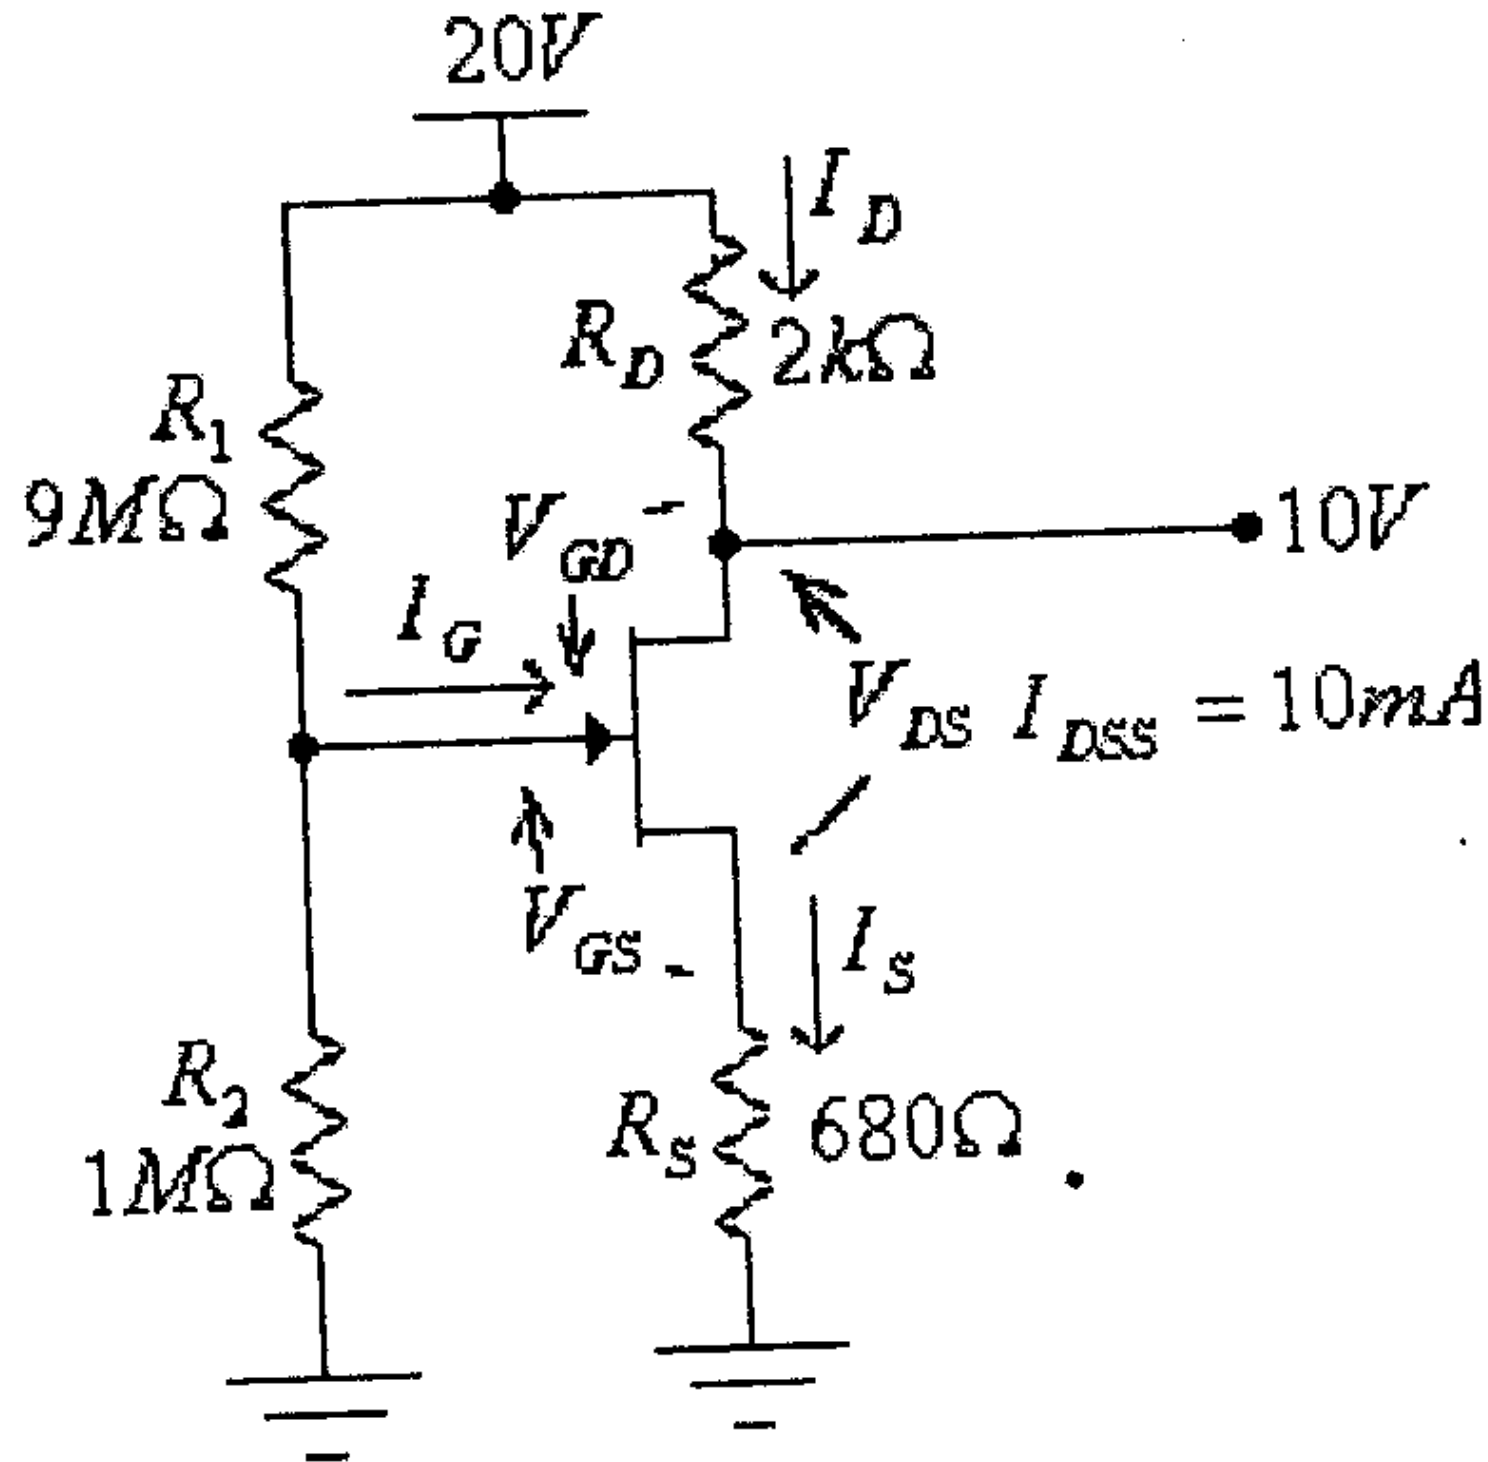 20V
I_D
R_D 2kΩ
R_1
9MΩ
V_GD -
10V
I_G
V_DS I_DSS = 10mA
V_GS -
I_S
R_2
1MΩ
R_S 680Ω